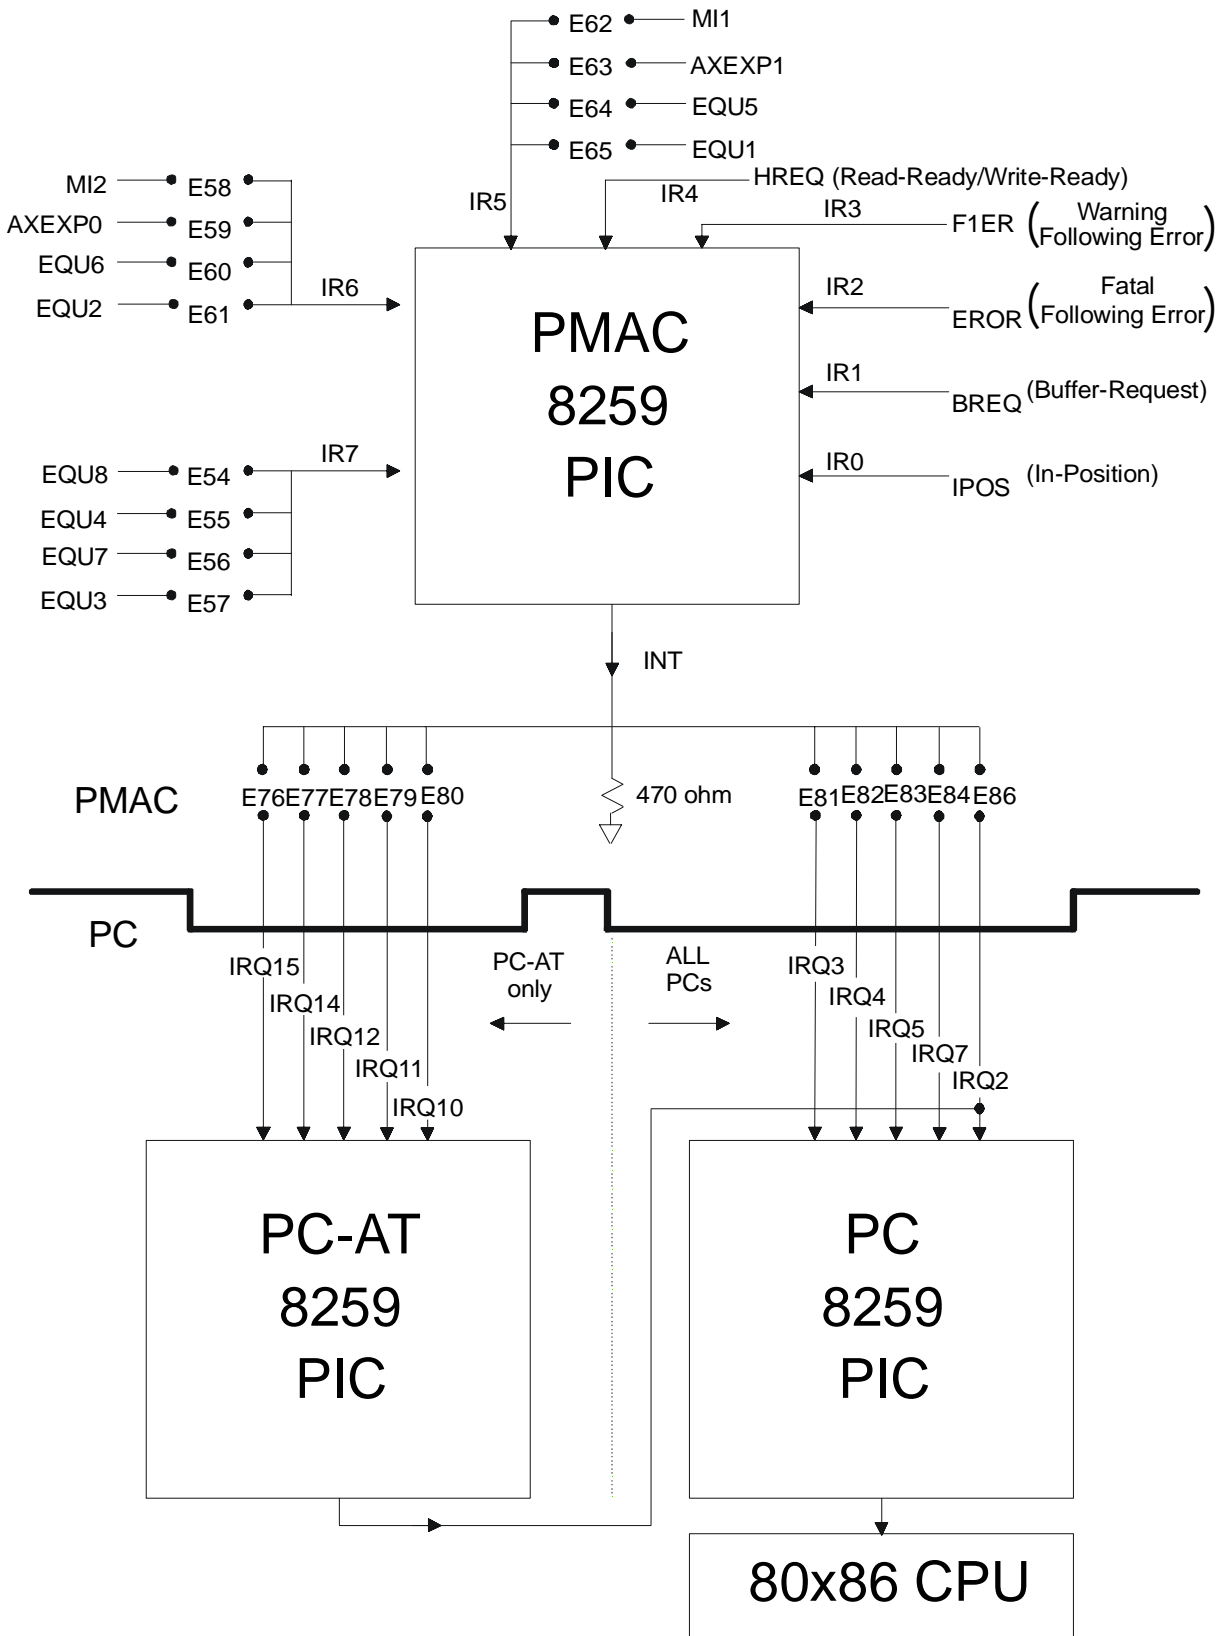 E62 MI1
E63 AXEXP1
E64 EQU5
E65 EQU1
MI2 E58
AXEXP0 E59
EQU6 E60
EQU2 E61
IR6
IR5
IR4
HREQ (Read-Ready/Write-Ready)
IR3
F1ER (Warning
Following Error)
IR2
EROR (Fatal
Following Error)
IR1
BREQ (Buffer-Request)
IR0
IPOS (In-Position)
PMAC
8259
PIC
IR7
EQU8 E54
EQU4 E55
EQU7 E56
EQU3 E57
INT
PMAC
E76 E77 E78 E79 E80
470 ohm
E81 E82 E83 E84 E86
PC
IRQ15
IRQ14
IRQ12
IRQ11
IRQ10
PC-AT
only
ALL
PCs
IRQ3
IRQ4
IRQ5
IRQ7
IRQ2
PC-AT
8259
PIC
PC
8259
PIC
80x86 CPU